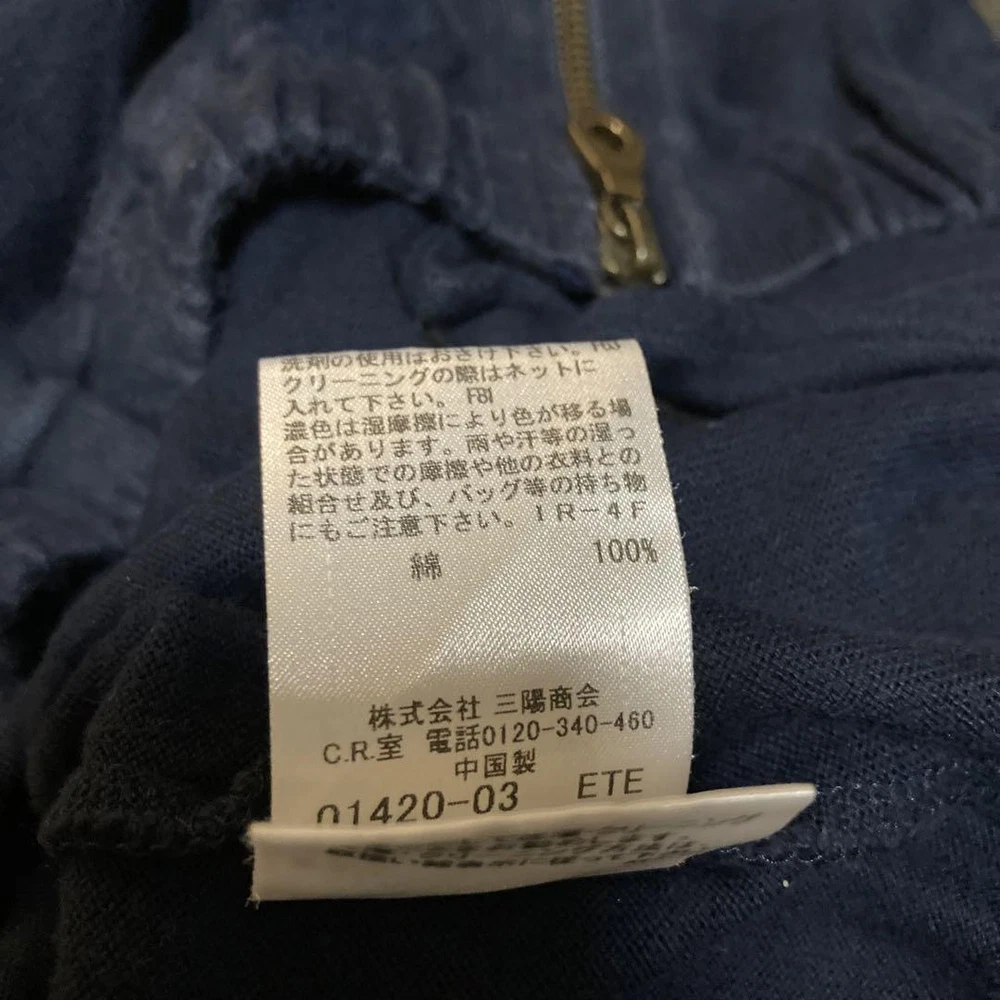 洗剤の使用はおさけ下さい。FBJ
クリーニングの際はネットに
入れて下さい。 FBI
濃色は湿摩擦により色が移る場
合があります。雨や汗等の湿っ
た状態での摩擦や他の衣料との
組合せ及び、バッグ等の持ち物
にもご注意下さい。IR-4F
綿 100%
株式会社 三陽商会
C.R.室 電話0120-340-460
中国製
01420-03 ETE